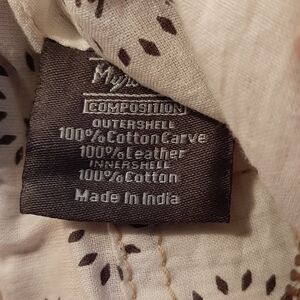 COMPOSITION
OUTERSHELL
100%Cotton Carve
100%Leather
INNERSHELL
100%Cotton
Made in India